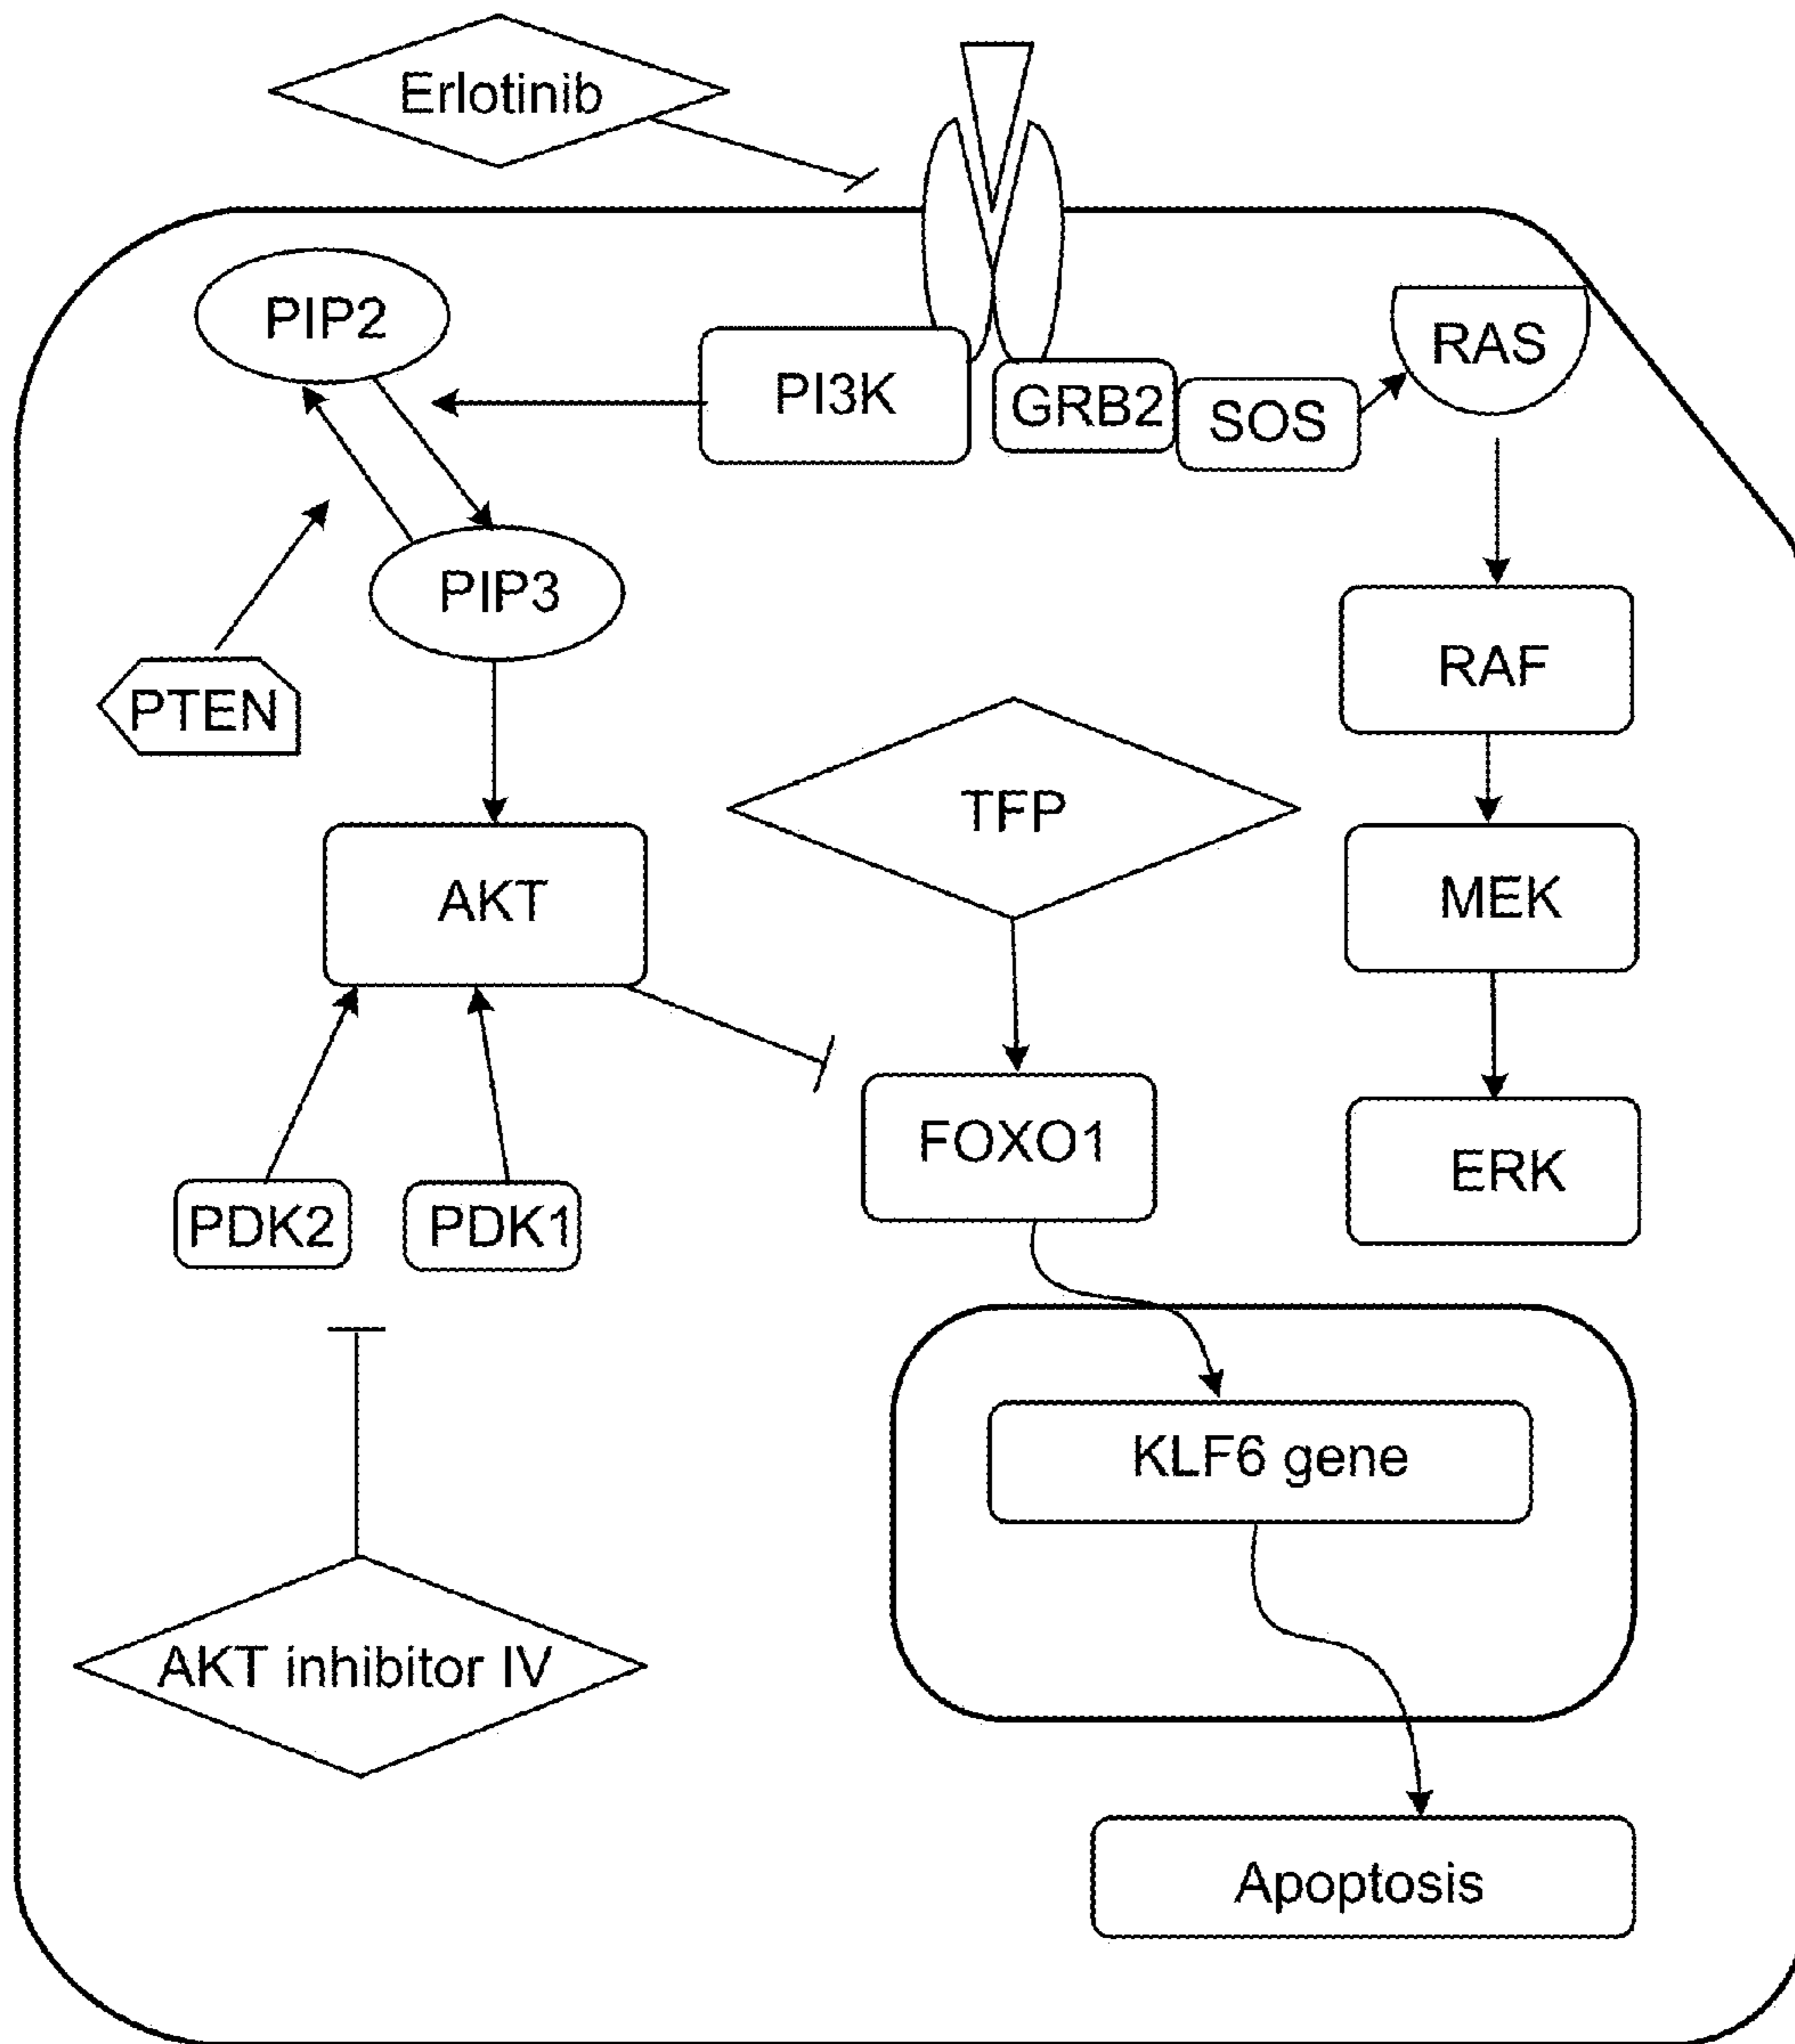 Erlotinib
PIP2
PI3K
GRB2
SOS
RAS
PIP3
PTEN
RAF
TFP
AKT
MEK
FOXO1
ERK
PDK2
PDK1
KLF6 gene
AKT inhibitor IV
Apoptosis